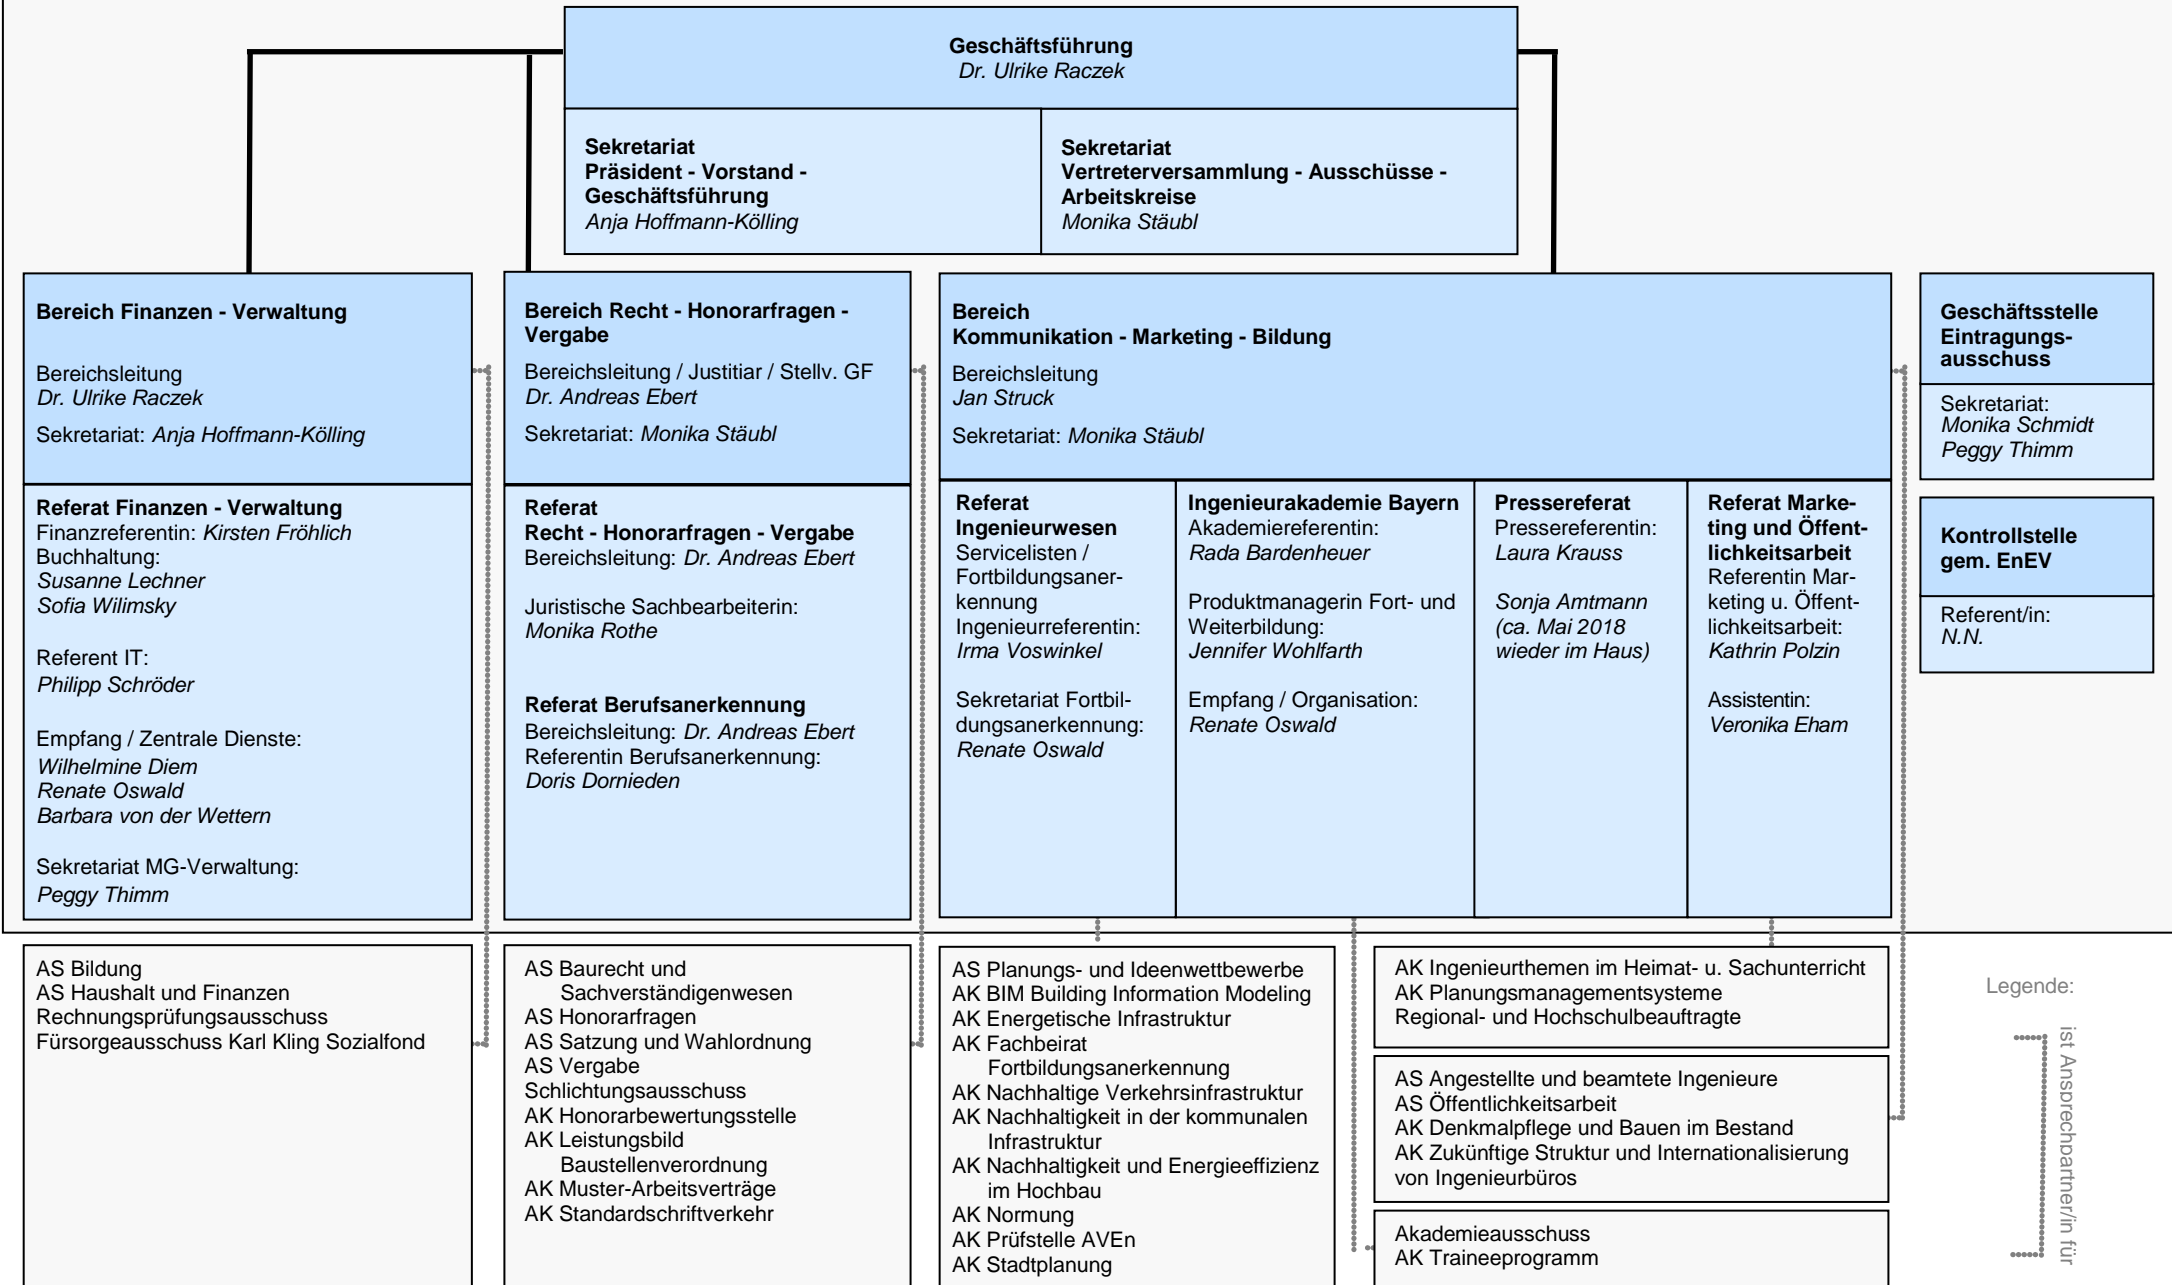 Geschäftsführung
Dr. Ulrike Raczek
Sekretariat
Präsident - Vorstand -
Geschäftsführung
Anja Hoffmann-Kölling
Sekretariat
Vertreterversammlung - Ausschüsse -
Arbeitskreise
Monika Stäubl
Bereich Finanzen - Verwaltung
Bereichsleitung
Dr. Ulrike Raczek
Sekretariat: Anja Hoffmann-Kölling
Referat Finanzen - Verwaltung
Finanzreferentin: Kirsten Fröhlich
Buchhaltung:
Susanne Lechner
Sofia Wilimsky
Referent IT:
Philipp Schröder
Empfang / Zentrale Dienste:
Wilhelmine Diem
Renate Oswald
Barbara von der Wettern
Sekretariat MG-Verwaltung:
Peggy Thimm
Bereich Recht - Honorarfragen -
Vergabe
Bereichsleitung / Justitiar / Stellv. GF
Dr. Andreas Ebert
Sekretariat: Monika Stäubl
Referat
Recht - Honorarfragen - Vergabe
Bereichsleitung: Dr. Andreas Ebert
Juristische Sachbearbeiterin:
Monika Rothe
Referat Berufsanerkennung
Bereichsleitung: Dr. Andreas Ebert
Referentin Berufsanerkennung:
Doris Dornieden
Bereich
Kommunikation - Marketing - Bildung
Bereichsleitung
Jan Struck
Sekretariat: Monika Stäubl
Referat
Ingenieurwesen
Servicelisten /
Fortbildungsaner-
kennung
Ingenieurreferentin:
Irma Voswinkel
Sekretariat Fortbil-
dungsanerkennung:
Renate Oswald
Ingenieurakademie Bayern
Akademiereferentin:
Rada Bardenheuer
Produktmanagerin Fort- und
Weiterbildung:
Jennifer Wohlfarth
Empfang / Organisation:
Renate Oswald
Pressereferat
Pressereferentin:
Laura Krauss
Sonja Amtmann
(ca. Mai 2018
wieder im Haus)
Referat Marke-
ting und Öffent-
lichkeitsarbeit
Referentin Mar-
keting u. Öffent-
lichkeitsarbeit:
Kathrin Polzin
Assistentin:
Veronika Eham
Geschäftsstelle
Eintragungs-
ausschuss
Sekretariat:
Monika Schmidt
Peggy Thimm
Kontrollstelle
gem. EnEV
Referent/in:
N.N.
AS Bildung
AS Haushalt und Finanzen
Rechnungsprüfungsausschuss
Fürsorgeausschuss Karl Kling Sozialfond
AS Baurecht und
Sachverständigenwesen
AS Honorarfragen
AS Satzung und Wahlordnung
AS Vergabe
Schlichtungsausschuss
AK Honorarbewertungsstelle
AK Leistungsbild
Baustellenverordnung
AK Muster-Arbeitsverträge
AK Standardschriftverkehr
AS Planungs- und Ideenwettbewerbe
AK BIM Building Information Modeling
AK Energetische Infrastruktur
AK Fachbeirat
Fortbildungsanerkennung
AK Nachhaltige Verkehrsinfrastruktur
AK Nachhaltigkeit in der kommunalen
Infrastruktur
AK Nachhaltigkeit und Energieeffizienz
im Hochbau
AK Normung
AK Prüfstelle AVEn
AK Stadtplanung
AK Ingenieurthemen im Heimat- u. Sachunterricht
AK Planungsmanagementsysteme
Regional- und Hochschulbeauftragte
AS Angestellte und beamtete Ingenieure
AS Öffentlichkeitsarbeit
AK Denkmalpflege und Bauen im Bestand
AK Zukünftige Struktur und Internationalisierung
von Ingenieurbüros
Akademieausschuss
AK Traineeprogramm
Legende:
ist Ansprechpartner/in für